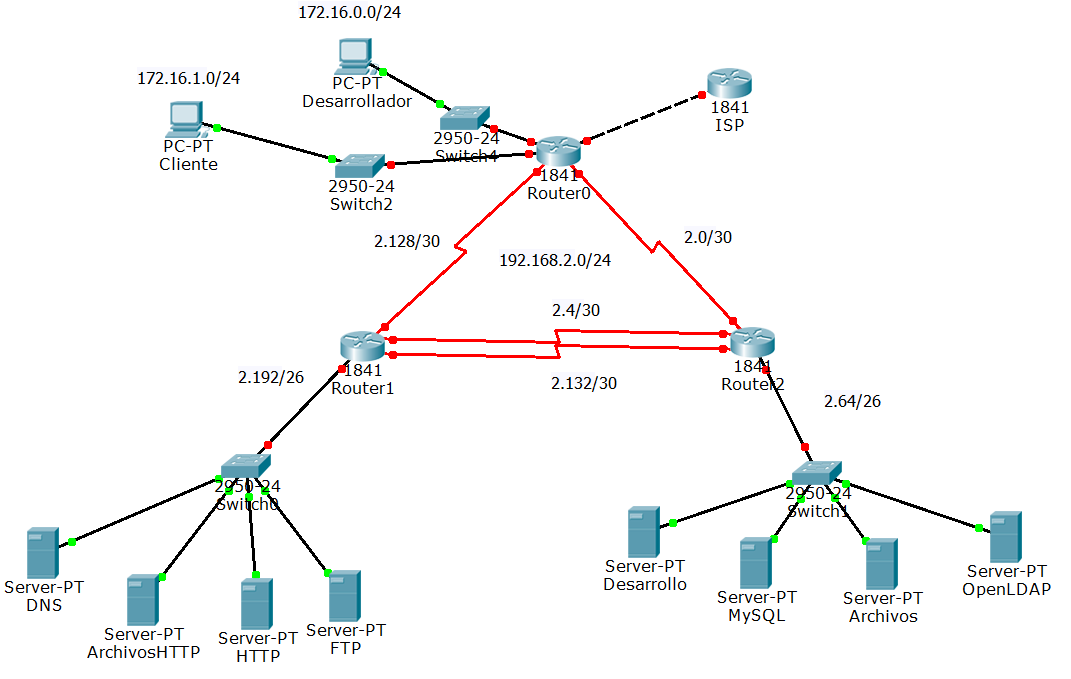 172.16.0.0/24
172.16.1.0/24
PC-PT
Desarrollador
1841
ISP
PC-PT
Cliente
2950-24
Switch4
1841
Router0
2950-24
Switch2
2.128/30
2.0/30
192.168.2.0/24
2.4/30
1841
Router1
1841
Router2
2.192/26
2.132/30
2.64/26
2950-24
Switch0
2950-24
Switch1
Server-PT
DNS
Server-PT
ArchivosHTTP
Server-PT
HTTP
Server-PT
FTP
Server-PT
Desarrollo
Server-PT
MySQL
Server-PT
Archivos
Server-PT
OpenLDAP